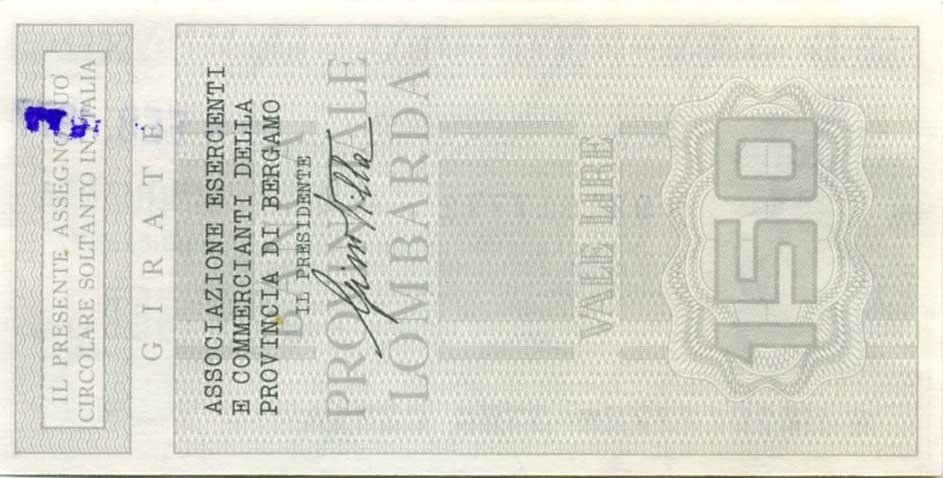 IL PRESENTE ASSEGNO PUO'
CIRCOLARE SOLTANTO IN ITALIA
GIRATE
ASSOCIAZIONE ESERCENTI
E COMMERCIANTI DELLA
PROVINCIA DI BERGAMO
IL PRESIDENTE
BANCA
PROVINCIALE
LOMBARDA
VALE LIRE
150